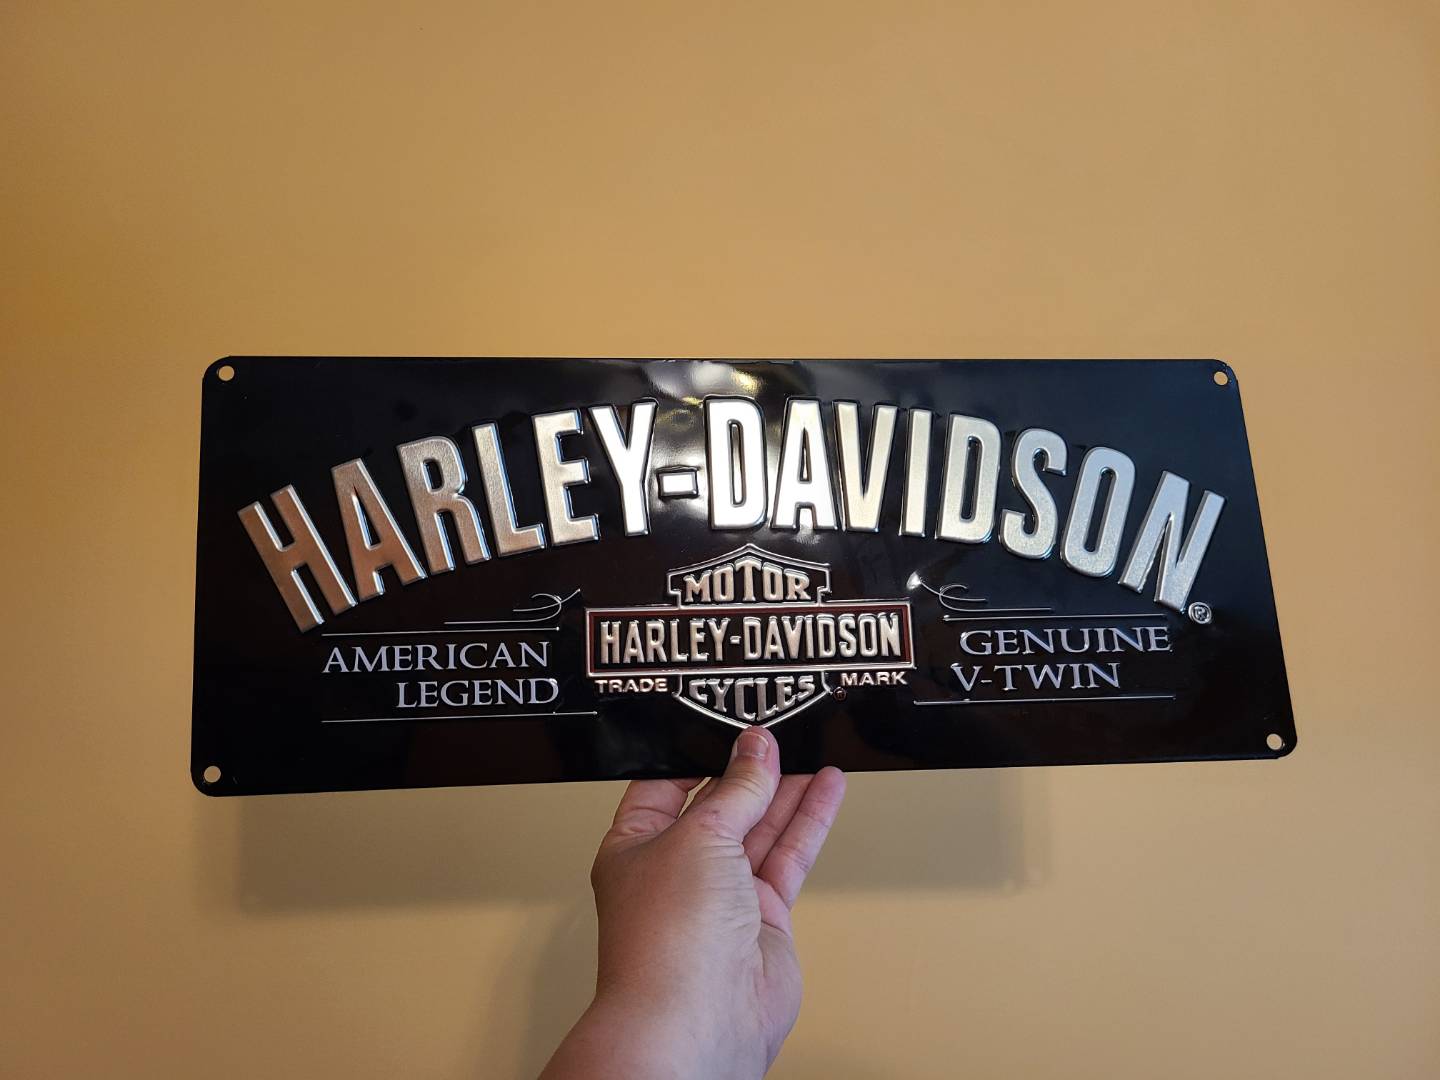 HARLEY-DAVIDSON®
MOTOR
HARLEY-DAVIDSON
TRADE MARK
CYCLES®
AMERICAN
LEGEND
GENUINE
V-TWIN